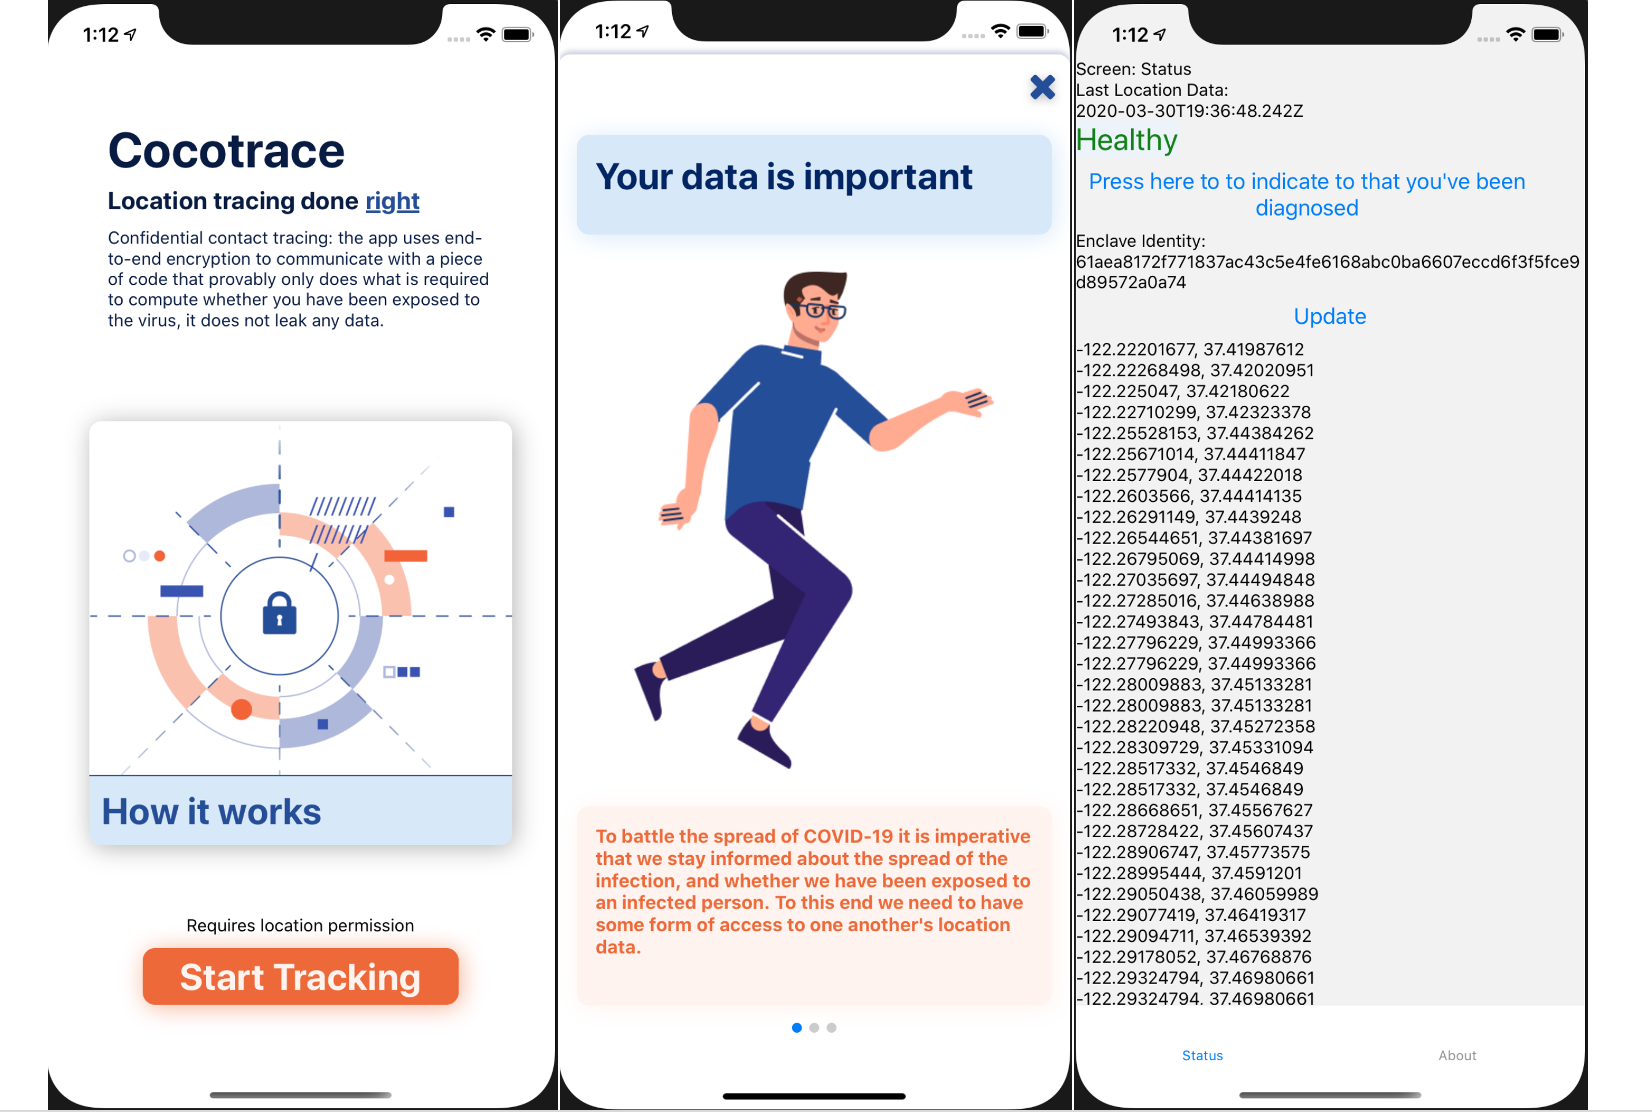 1:12
Cocotrace
Location tracing done right
Confidential contact tracing: the app uses end-
to-end encryption to communicate with a piece
of code that provably only does what is required
to compute whether you have been exposed to
the virus, it does not leak any data.
How it works
Requires location permission
Start Tracking
1:12
Your data is important
To battle the spread of COVID-19 it is imperative
that we stay informed about the spread of the
infection, and whether we have been exposed to
an infected person. To this end we need to have
some form of access to one another's location
data.
1:12
Screen: Status
Last Location Data:
2020-03-30T19:36:48.242Z
Healthy
Press here to to indicate to that you've been
diagnosed
Enclave Identity:
61aea8172f771837ac43c5e4fe6168abc0ba6607eccd6f3f5fce9
d89572a0a74
Update
-122.22201677, 37.41987612
-122.22268498, 37.42020951
-122.225047, 37.42180622
-122.22710299, 37.42323378
-122.25528153, 37.44384262
-122.25671014, 37.44411847
-122.2577904, 37.44422018
-122.2603566, 37.44414135
-122.26291149, 37.4439248
-122.26544651, 37.44381697
-122.26795069, 37.44414998
-122.27035697, 37.44494848
-122.27285016, 37.44638988
-122.27493843, 37.44784481
-122.27796229, 37.44993366
-122.27796229, 37.44993366
-122.28009883, 37.45133281
-122.28009883, 37.45133281
-122.28220948, 37.45272358
-122.28309729, 37.45331094
-122.28517332, 37.4546849
-122.28517332, 37.4546849
-122.28668651, 37.45567627
-122.28728422, 37.45607437
-122.28906747, 37.45773575
-122.28995444, 37.4591201
-122.29050438, 37.46059989
-122.29077419, 37.46419317
-122.29094711, 37.46539392
-122.29178052, 37.46768876
-122.29324794, 37.46980661
-122.29324794, 37.46980661
Status
About